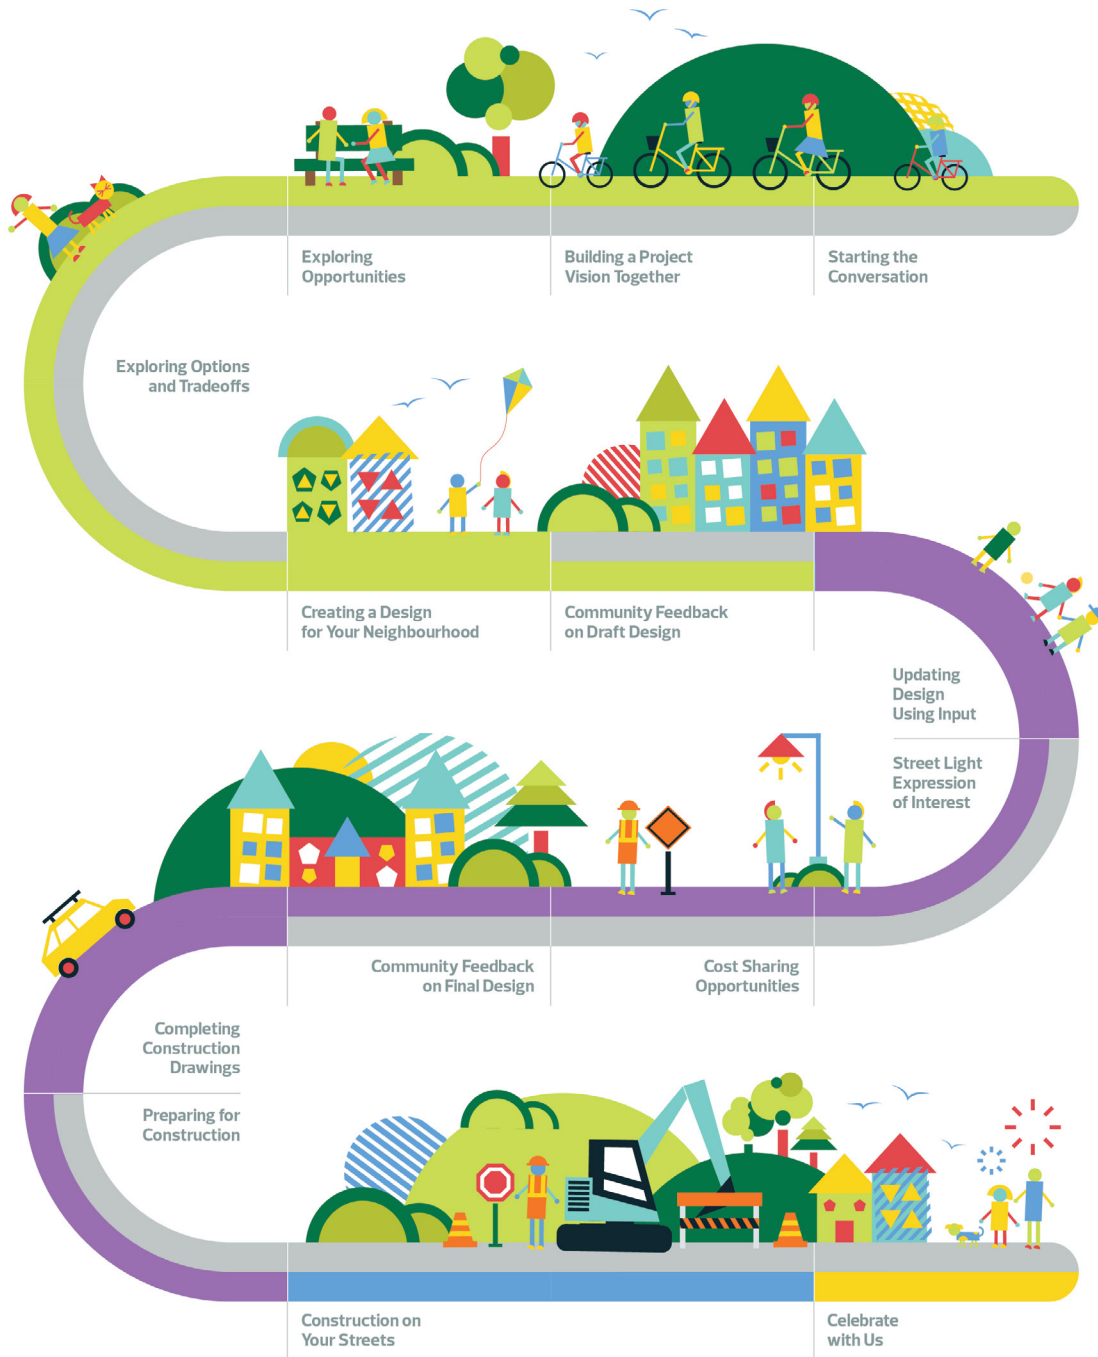 Exploring
Opportunities
Building a Project
Vision Together
Starting the
Conversation
Exploring Options
and Tradeoffs
Creating a Design
for Your Neighbourhood
Community Feedback
on Draft Design
Updating
Design
Using Input
Street Light
Expression
of Interest
Community Feedback
on Final Design
Cost Sharing
Opportunities
Completing
Construction
Drawings
Preparing for
Construction
Construction on
Your Streets
Celebrate
with Us